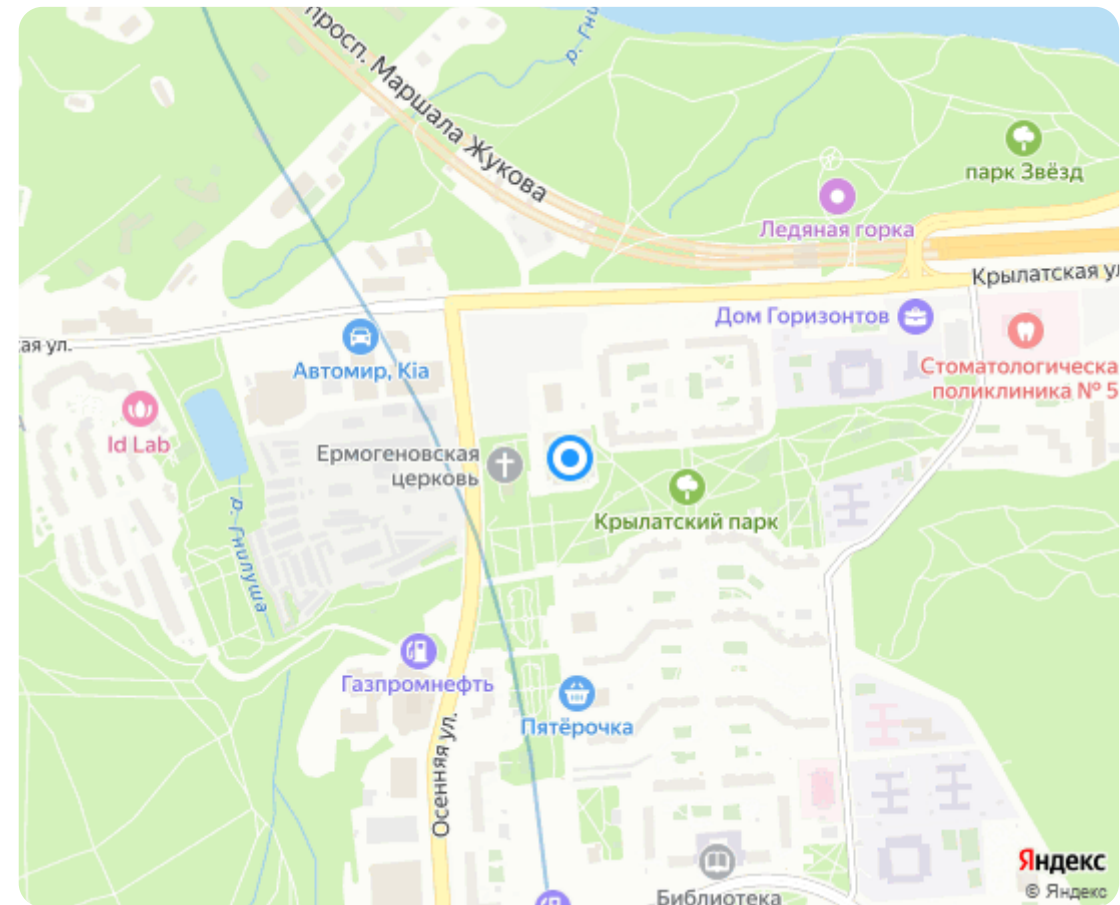 просп. Маршала Жукова
р. Гни
парк Звёзд
Ледяная горка
Крылатская ул
Дом Горизонтов
ая ул.
Автомир, Kia
Стоматологическа
поликлиника № 5
Id Lab
Ермогеновская
церковь
Крылатский парк
р. Гнилуша
Газпромнефть
Пятёрочка
Осенняя ул.
Библиотека
Яндекс
© Яндекс